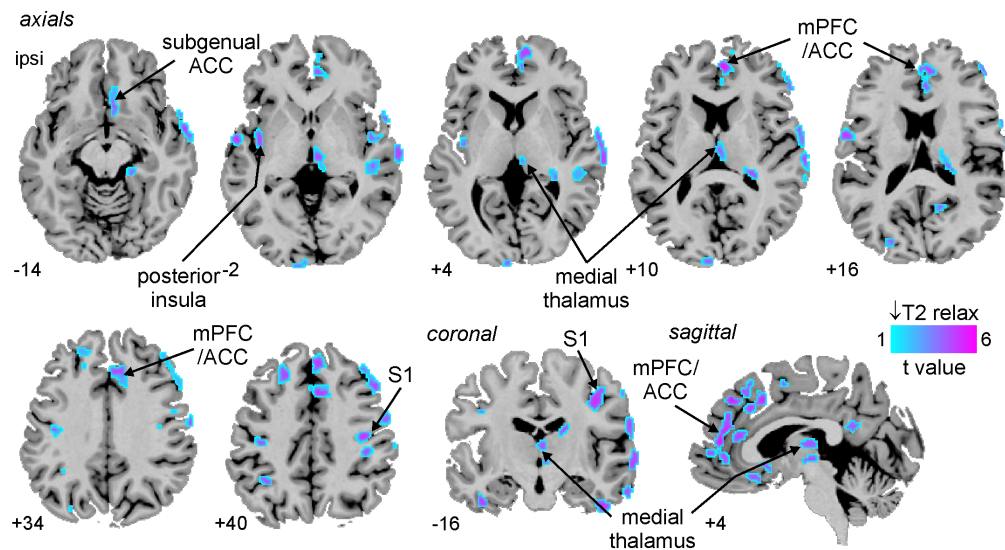 axials
ipsi
subgenual
ACC
mPFC
/ACC
-14
posterior
insula
-2
+4
medial
thalamus
+10
+16
↓T2 relax
1 6
t value
mPFC
/ACC
S1
coronal
S1
sagittal
mPFC/
ACC
+34
+40
-16
medial
thalamus
+4